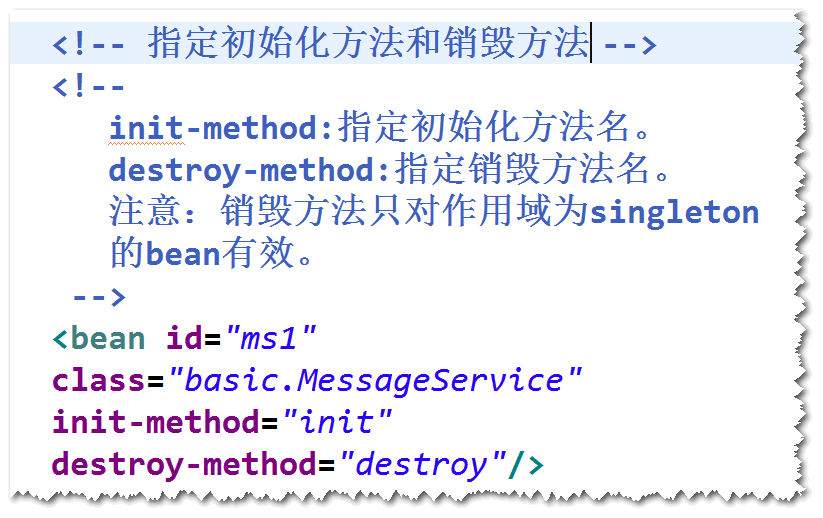 <!-- 指定初始化方法和销毁方法 -->
<!--
init-method:指定初始化方法名。
destroy-method:指定销毁方法名。
注意：销毁方法只对作用域为singleton
的bean有效。
-->
<bean id="ms1"
class="basic.MessageService"
init-method="init"
destroy-method="destroy"/>